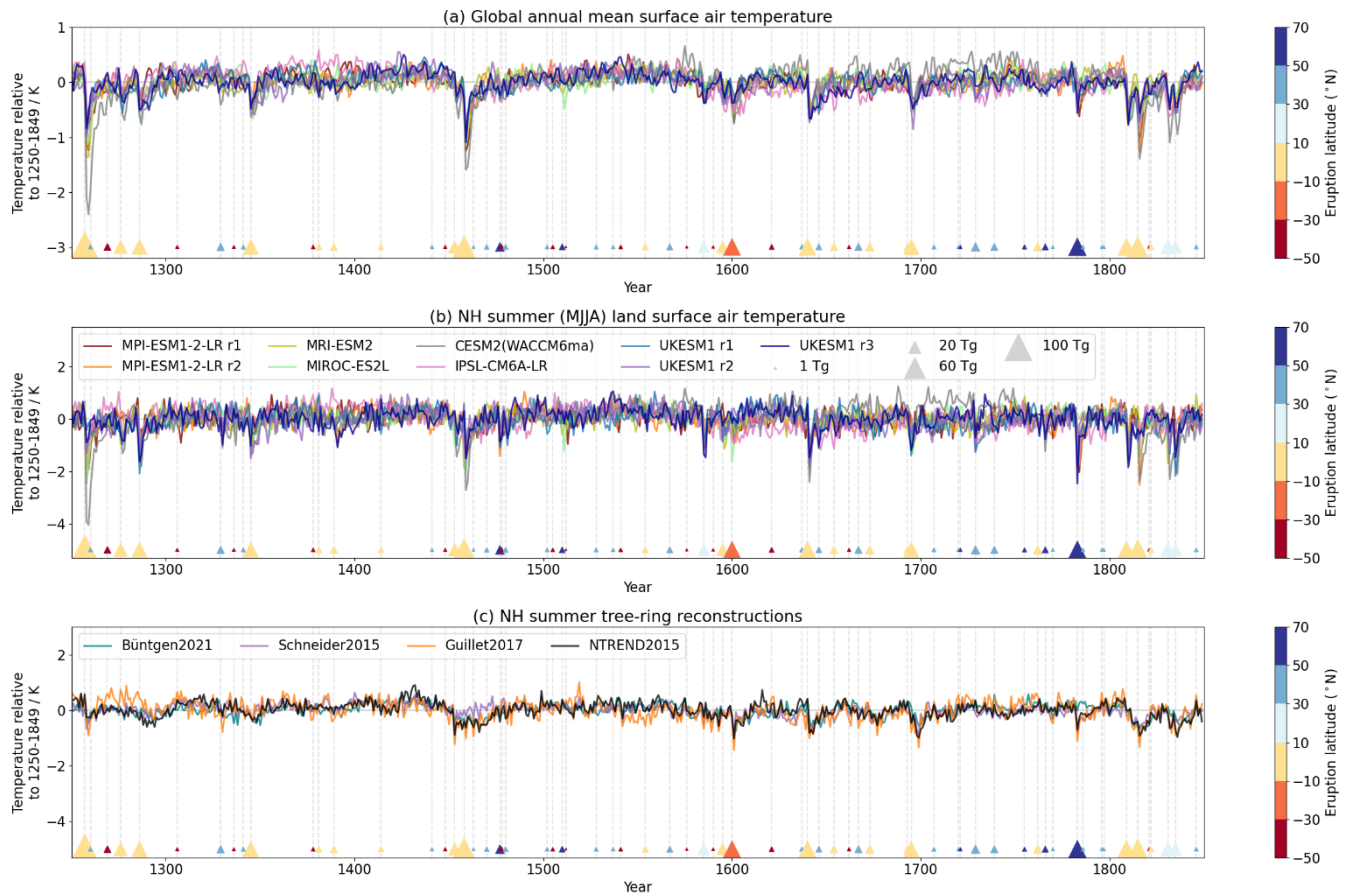 (a) Global annual mean surface air temperature
Temperature relative
to 1250-1849 / K
1
0
−1
−2
−3
1300 1400 1500 1600 1700 1800
Year
70
50
30
10
−10
−30
−50
Eruption latitude (°N)
(b) NH summer (MJJA) land surface air temperature
MPI-ESM1-2-LR r1 MRI-ESM2 CESM2(WACCM6ma) UKESM1 r1 UKESM1 r3 20 Tg 100 Tg
MPI-ESM1-2-LR r2 MIROC-ES2L IPSL-CM6A-LR UKESM1 r2 1 Tg 60 Tg
Temperature relative
to 1250-1849 / K
2
0
−2
−4
1300 1400 1500 1600 1700 1800
Year
70
50
30
10
−10
−30
−50
Eruption latitude (°N)
(c) NH summer tree-ring reconstructions
Büntgen2021 Schneider2015 Guillet2017 NTREND2015
Temperature relative
to 1250-1849 / K
2
0
−2
−4
1300 1400 1500 1600 1700 1800
Year
70
50
30
10
−10
−30
−50
Eruption latitude (°N)